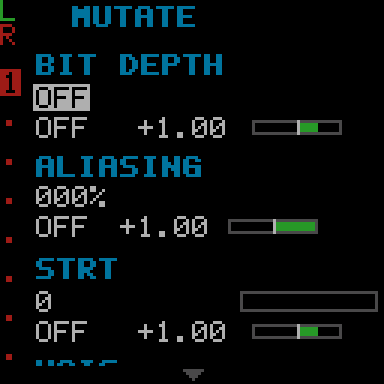 L
MUTATE
R
BIT DEPTH
1
OFF
OFF +1.00
ALIASING
000%
OFF +1.00
STRT
0
OFF +1.00